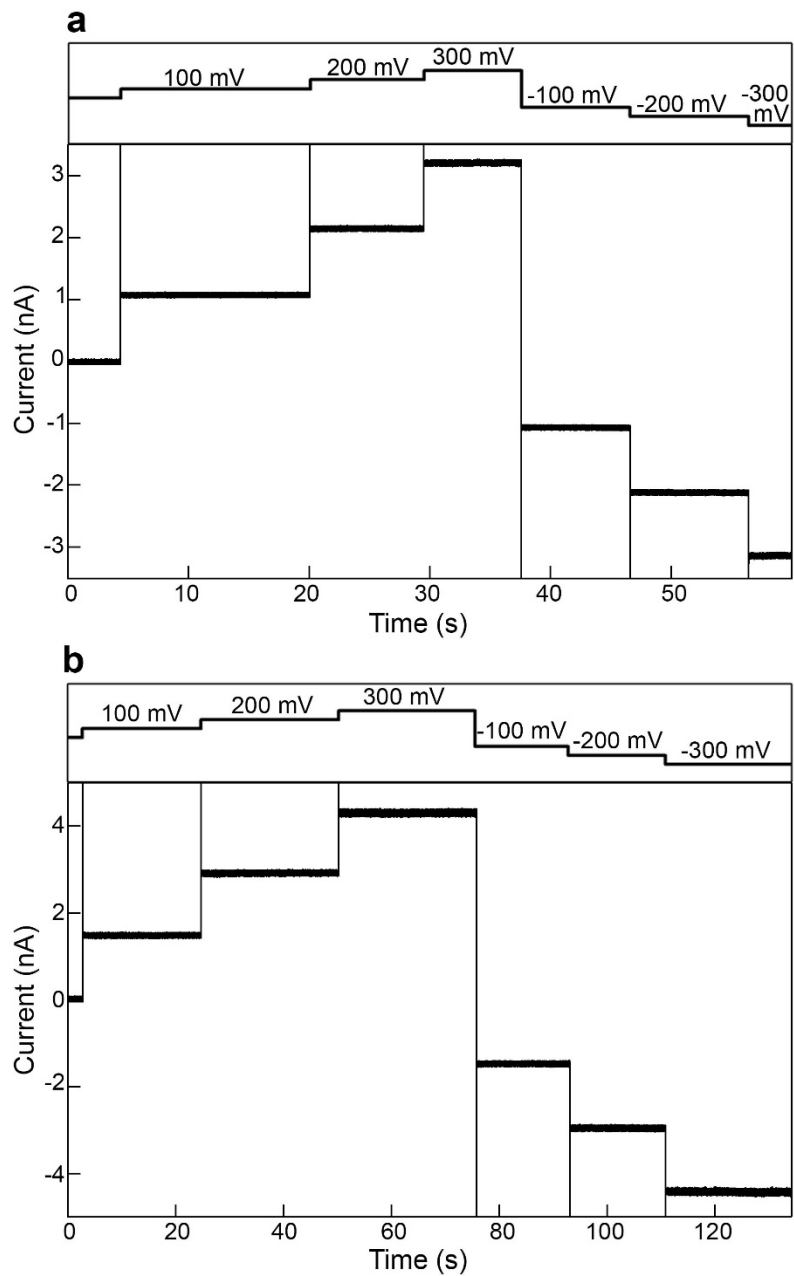 a
100 mV
200 mV
300 mV
-100 mV
-200 mV
-300
mV
3
2
1
0
-1
-2
-3
Current (nA)
0 10 20 30 40 50
Time (s)
b
100 mV
200 mV
300 mV
-100 mV
-200 mV
-300 mV
4
2
0
-2
-4
Current (nA)
0 20 40 60 80 100 120
Time (s)